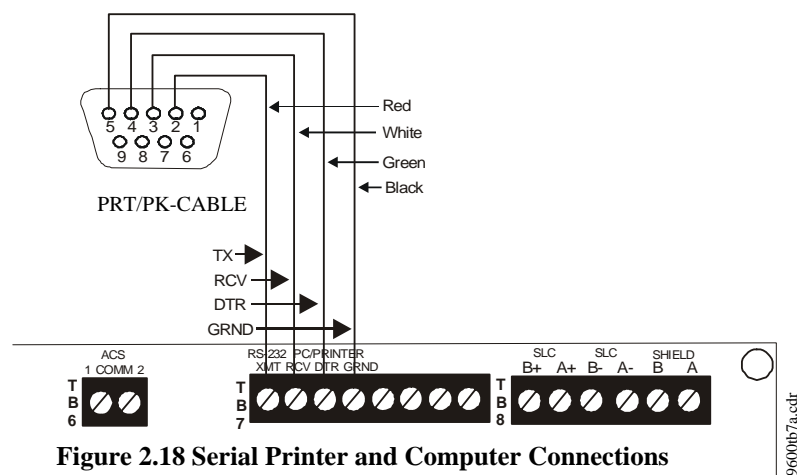 5 4 3 2 1
9 8 7 6
Red
White
Green
Black
PRT/PK-CABLE
TX
RCV
DTR
GRND
ACS
1 COMM 2
RS-232 PC/PRINTER
XMT RCV DTR GRND
SLC SLC SHIELD
B+ A+ B- A- B A
T
B
6
T
B
7
T
B
8
Figure 2.18 Serial Printer and Computer Connections
9600tb7a.cdr